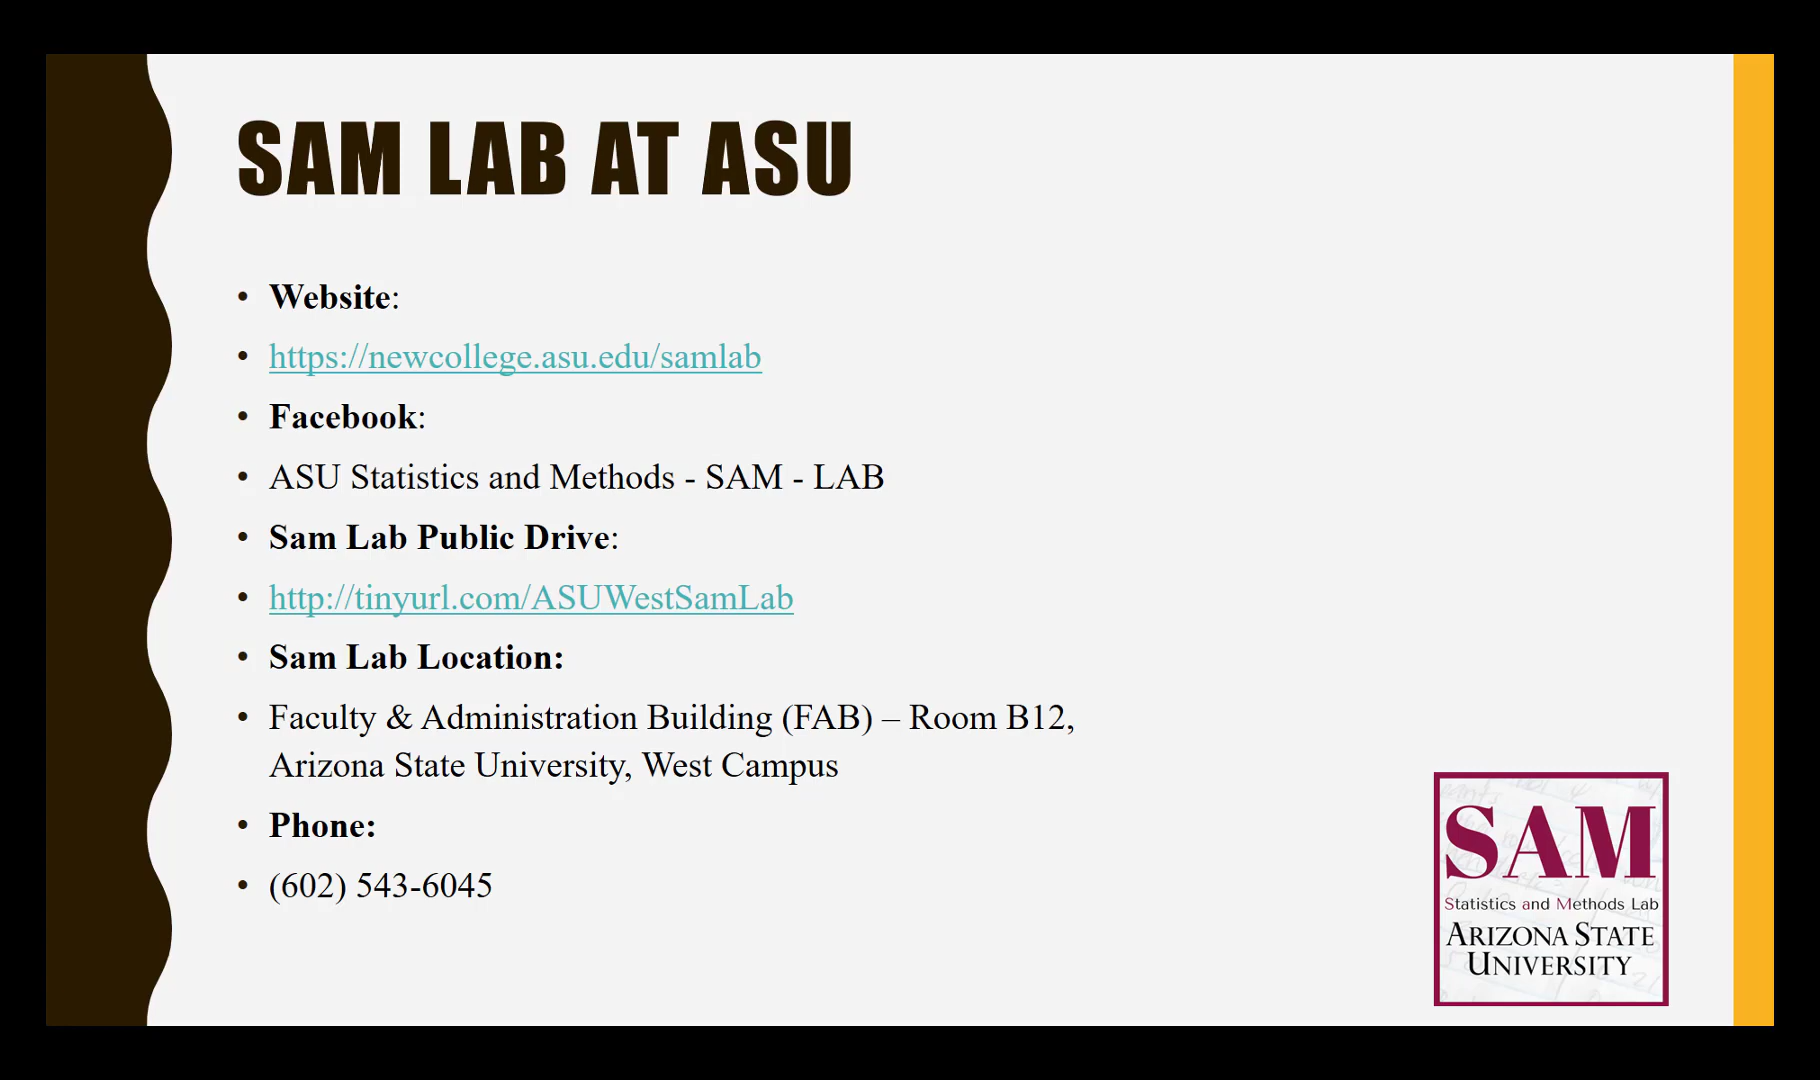 SAM LAB AT ASU
• Website:
• https://newcollege.asu.edu/samlab
• Facebook:
• ASU Statistics and Methods - SAM - LAB
• Sam Lab Public Drive:
• http://tinyurl.com/ASUWestSamLab
• Sam Lab Location:
• Faculty & Administration Building (FAB) – Room B12,
Arizona State University, West Campus
• Phone:
• (602) 543-6045
SAM
Statistics and Methods Lab
ARIZONA STATE
UNIVERSITY